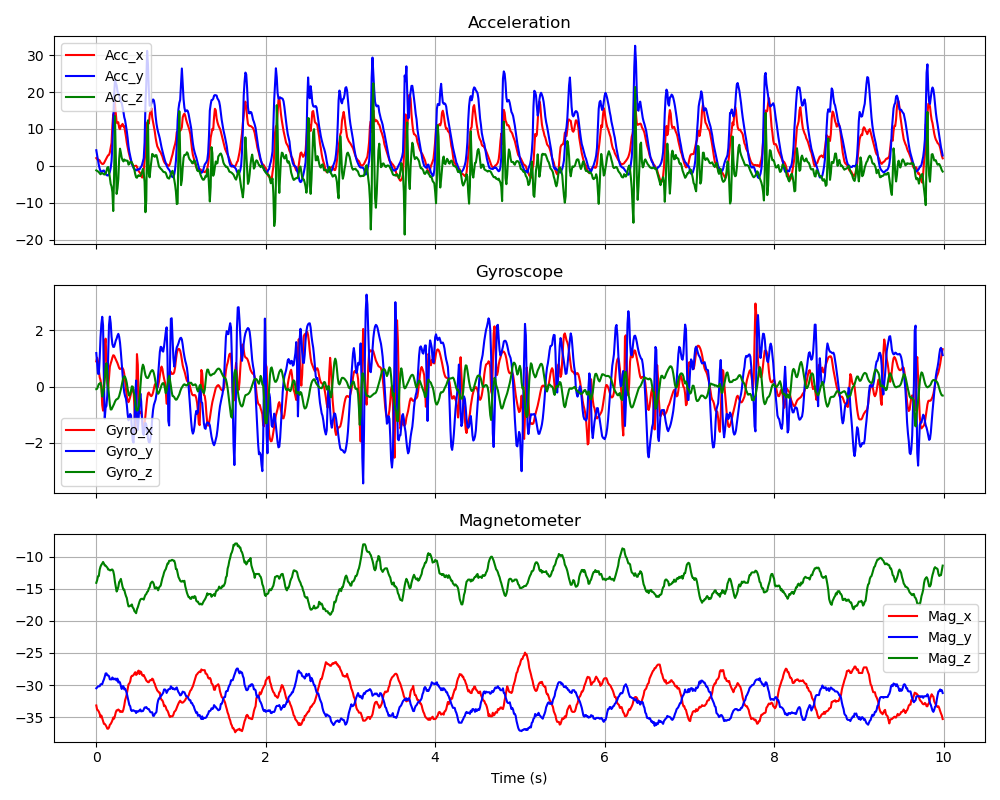 Acceleration
30
20
10
0
−10
−20
Acc_x
Acc_y
Acc_z
Gyroscope
2
0
−2
Gyro_x
Gyro_y
Gyro_z
Magnetometer
−10
−15
−20
−25
−30
−35
Mag_x
Mag_y
Mag_z
0 2 4 6 8 10
Time (s)